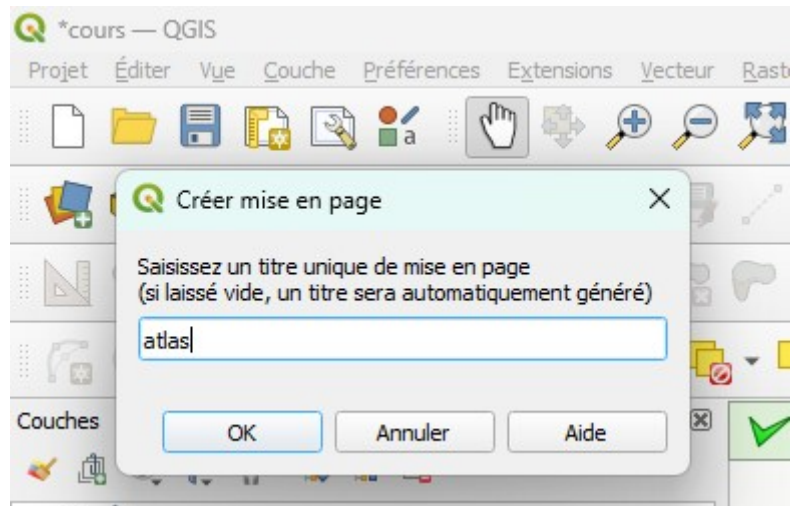 *cours — QGIS
Projet Éditer Vue Couche Préférences Extensions Vecteur Rast
a
Créer mise en page
Saisissez un titre unique de mise en page
(si laissé vide, un titre sera automatiquement généré)
atlas
OK Annuler Aide
Couches